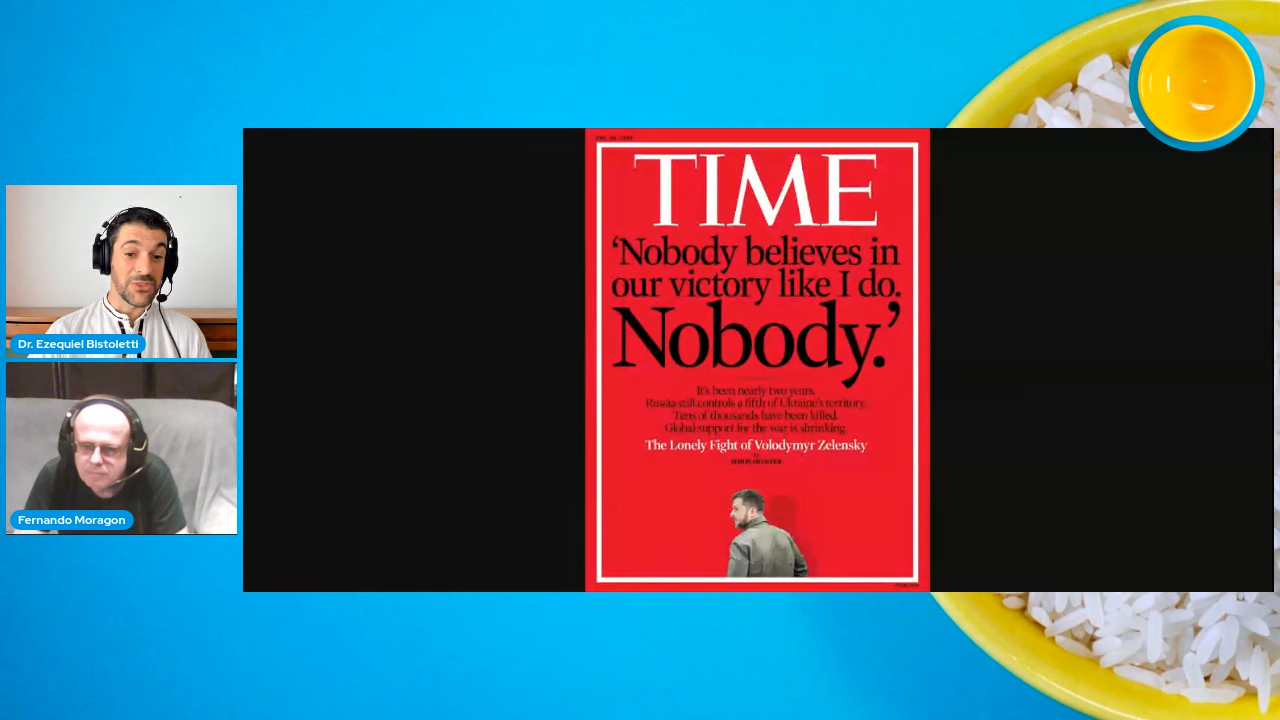 TIME
‘Nobody believes in
our victory like I do.
Nobody.’
It's been nearly two years.
Russia still controls a fifth of Ukraine's territory.
Tens of thousands have been killed.
Global support for the war is shrinking.
The Lonely Fight of Volodymyr Zelensky
Dr. Ezequiel Bistoletti
Fernando Moragon